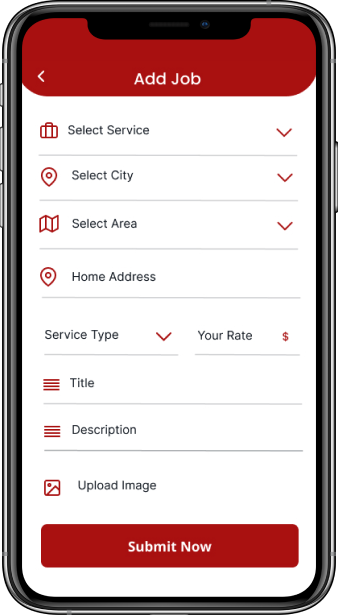 Add Job
Select Service
Select City
Select Area
Home Address
Service Type
Your Rate $
Title
Description
Upload Image
Submit Now